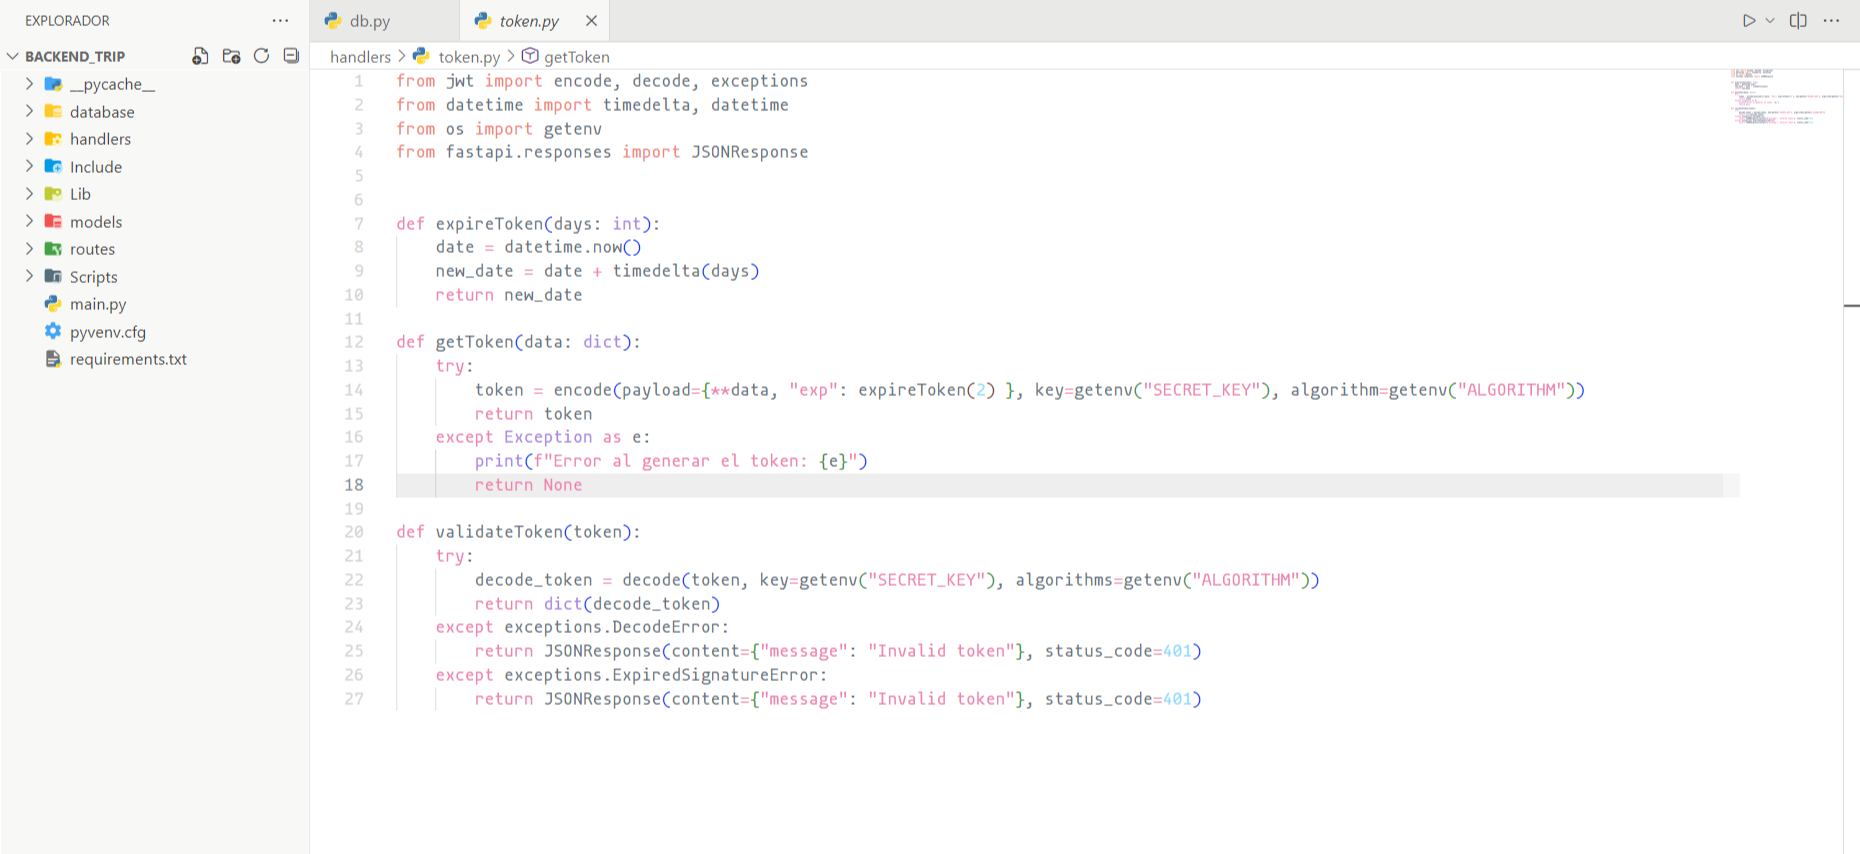 EXPLORADOR
BACKEND_TRIP
__pycache__
database
handlers
Include
Lib
models
routes
Scripts
main.py
pyvenv.cfg
requirements.txt
db.py
token.py
handlers > token.py > getToken
1 from jwt import encode, decode, exceptions
2 from datetime import timedelta, datetime
3 from os import getenv
4 from fastapi.responses import JSONResponse
5
6
7 def expireToken(days: int):
8     date = datetime.now()
9     new_date = date + timedelta(days)
10     return new_date
11
12 def getToken(data: dict):
13     try:
14         token = encode(payload={**data, "exp": expireToken(2) }, key=getenv("SECRET_KEY"), algorithm=getenv("ALGORITHM"))
15         return token
16     except Exception as e:
17         print(f"Error al generar el token: {e}")
18         return None
19
20 def validateToken(token):
21     try:
22         decode_token = decode(token, key=getenv("SECRET_KEY"), algorithms=getenv("ALGORITHM"))
23         return dict(decode_token)
24     except exceptions.DecodeError:
25         return JSONResponse(content={"message": "Invalid token"}, status_code=401)
26     except exceptions.ExpiredSignatureError:
27         return JSONResponse(content={"message": "Invalid token"}, status_code=401)